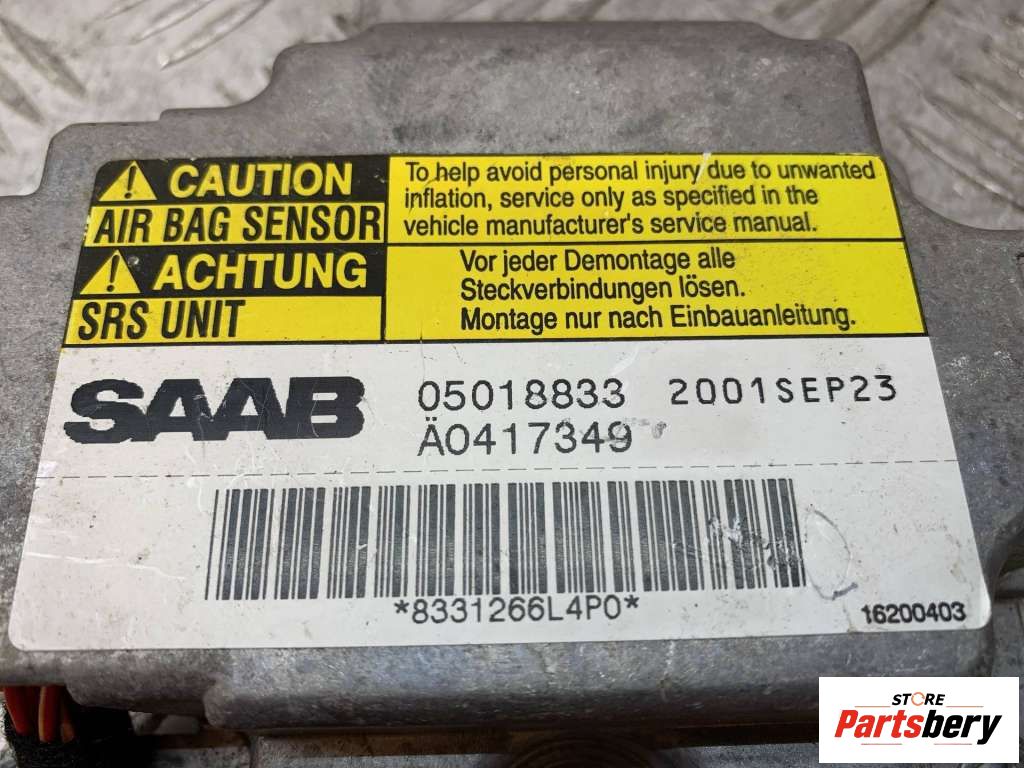 CAUTION
AIR BAG SENSOR
To help avoid personal injury due to unwanted
inflation, service only as specified in the
vehicle manufacturer's service manual.
ACHTUNG
SRS UNIT
Vor jeder Demontage alle
Steckverbindungen lösen.
Montage nur nach Einbauanleitung.
SAAB
05018833 2001SEP23
Ä0417349
*8331266L4P0*
16200403
STORE
Partsbery